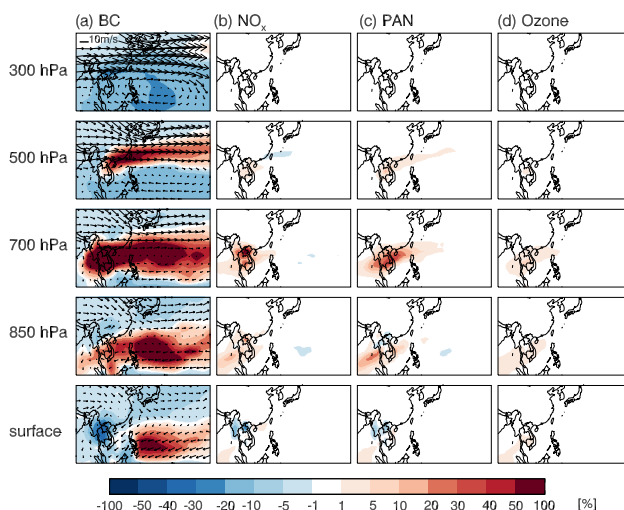 (a) BC (b) NOx (c) PAN (d) Ozone
10m/s
300 hPa
500 hPa
700 hPa
850 hPa
surface
-100 -50 -40 -30 -20 -10 -5 -1 1 5 10 20 30 40 50 100 [%]